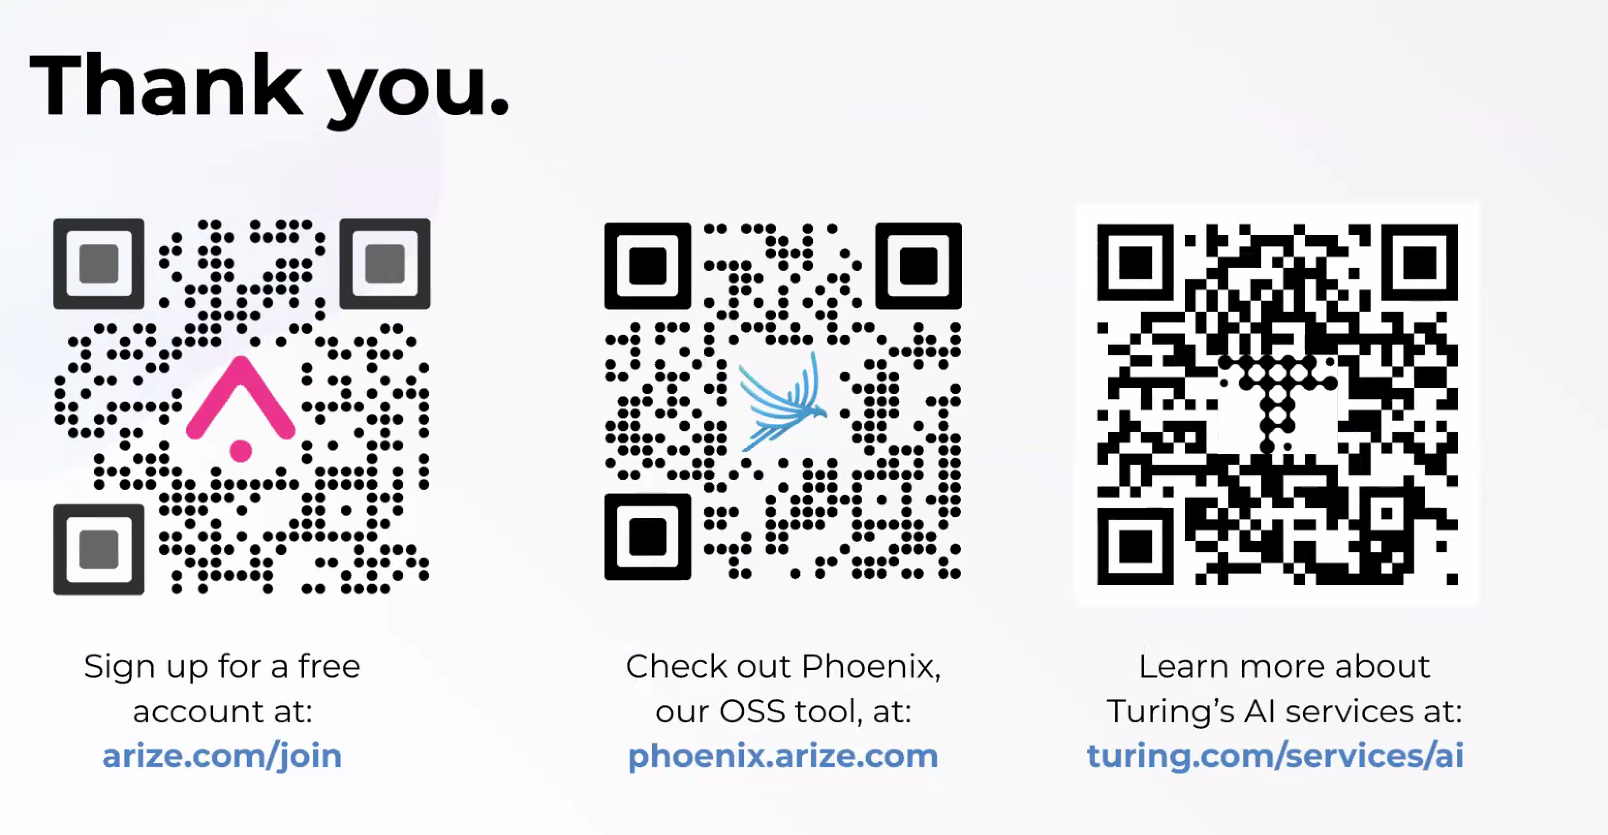 Thank you.
Sign up for a free
account at:
arize.com/join
Check out Phoenix,
our OSS tool, at:
phoenix.arize.com
Learn more about
Turing’s AI services at:
turing.com/services/ai